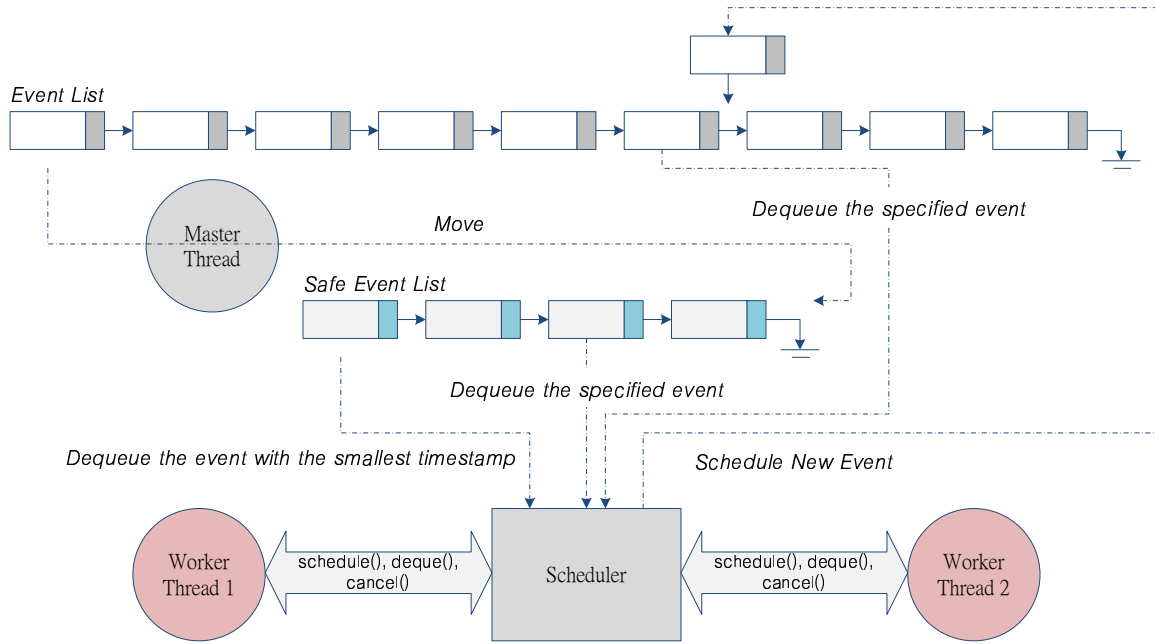 Event List
Dequeue the specified event
Master
Thread
Move
Safe Event List
Dequeue the specified event
Dequeue the event with the smallest timestamp
Schedule New Event
Worker
Thread 1
schedule(), deque(),
cancel()
Scheduler
schedule(), deque(),
cancel()
Worker
Thread 2